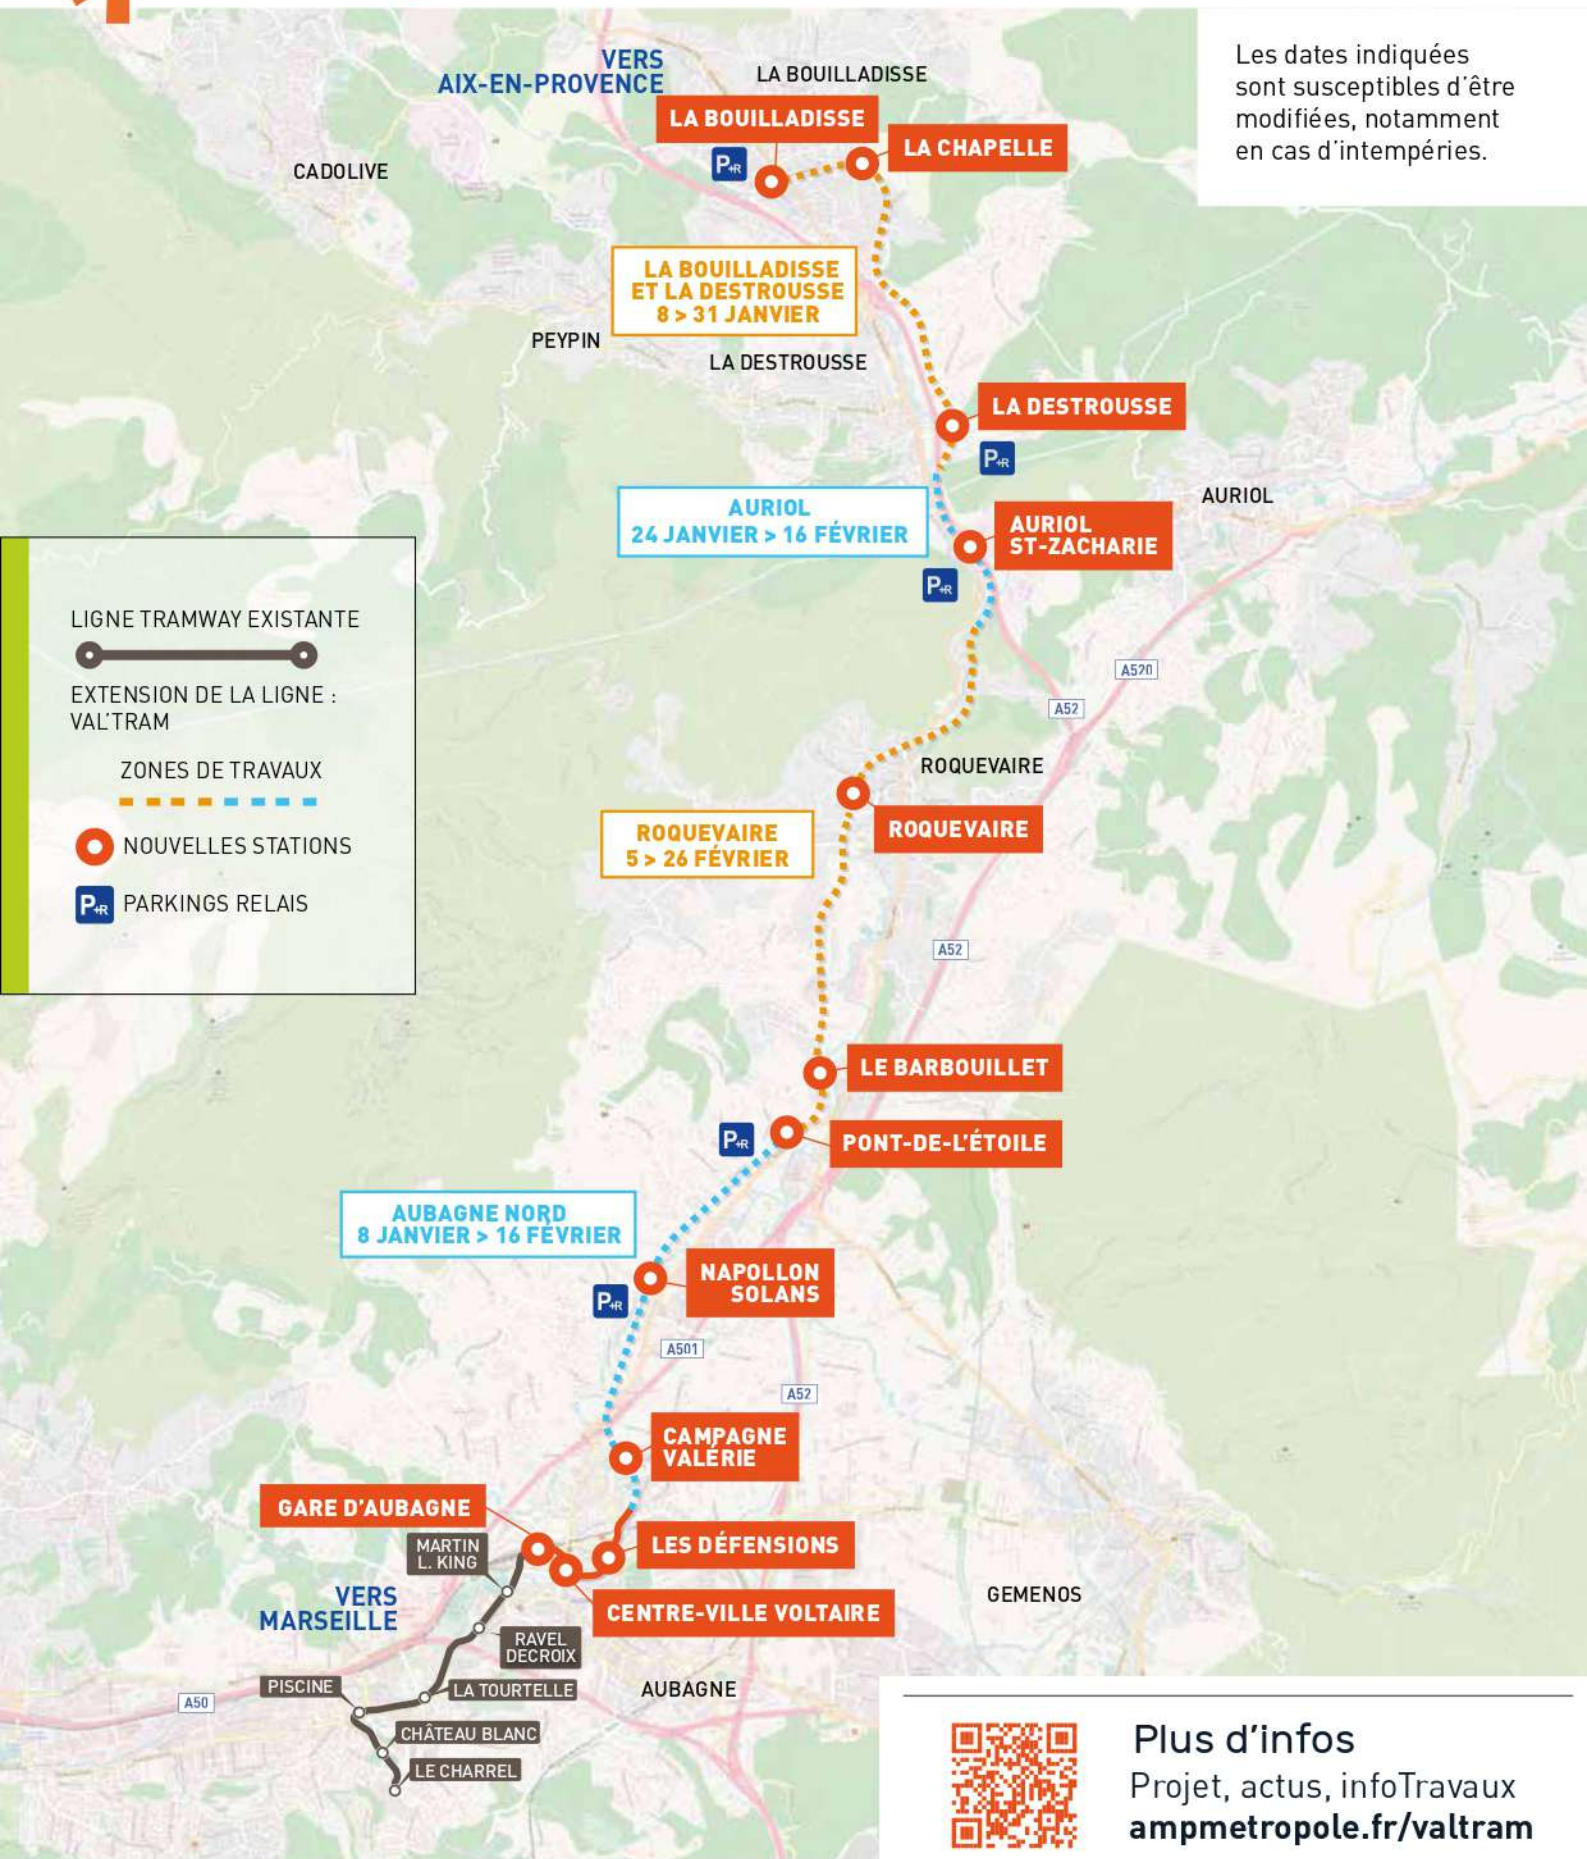 Les dates indiquées
sont susceptibles d'être
modifiées, notamment
en cas d'intempéries.
VERS
AIX-EN-PROVENCE
LA BOUILLADISSE
LA BOUILLADISSE
P+R
LA CHAPELLE
CADOLIVE
LA BOUILLADISSE
ET LA DESTROUSSE
8 > 31 JANVIER
PEYPIN
LA DESTROUSSE
LA DESTROUSSE
P+R
AURIOL
AURIOL
24 JANVIER > 16 FÉVRIER
AURIOL
ST-ZACHARIE
P+R
LIGNE TRAMWAY EXISTANTE
EXTENSION DE LA LIGNE :
VAL'TRAM
ZONES DE TRAVAUX
NOUVELLES STATIONS
P+R PARKINGS RELAIS
A520
A52
ROQUEVAIRE
ROQUEVAIRE
ROQUEVAIRE
5 > 26 FÉVRIER
A52
LE BARBOUILLET
P+R
PONT-DE-L'ÉTOILE
AUBAGNE NORD
8 JANVIER > 16 FÉVRIER
NAPOLLON
SOLANS
P+R
A501
A52
CAMPAGNE
VALÉRIE
GARE D'AUBAGNE
MARTIN
L. KING
LES DÉFENSIONS
VERS
MARSEILLE
CENTRE-VILLE VOLTAIRE
GEMENOS
RAVEL
DECROIX
PISCINE
LA TOURTELLE
AUBAGNE
A50
CHÂTEAU BLANC
LE CHARREL
Plus d'infos
Projet, actus, infoTravaux
ampmetropole.fr/valtram